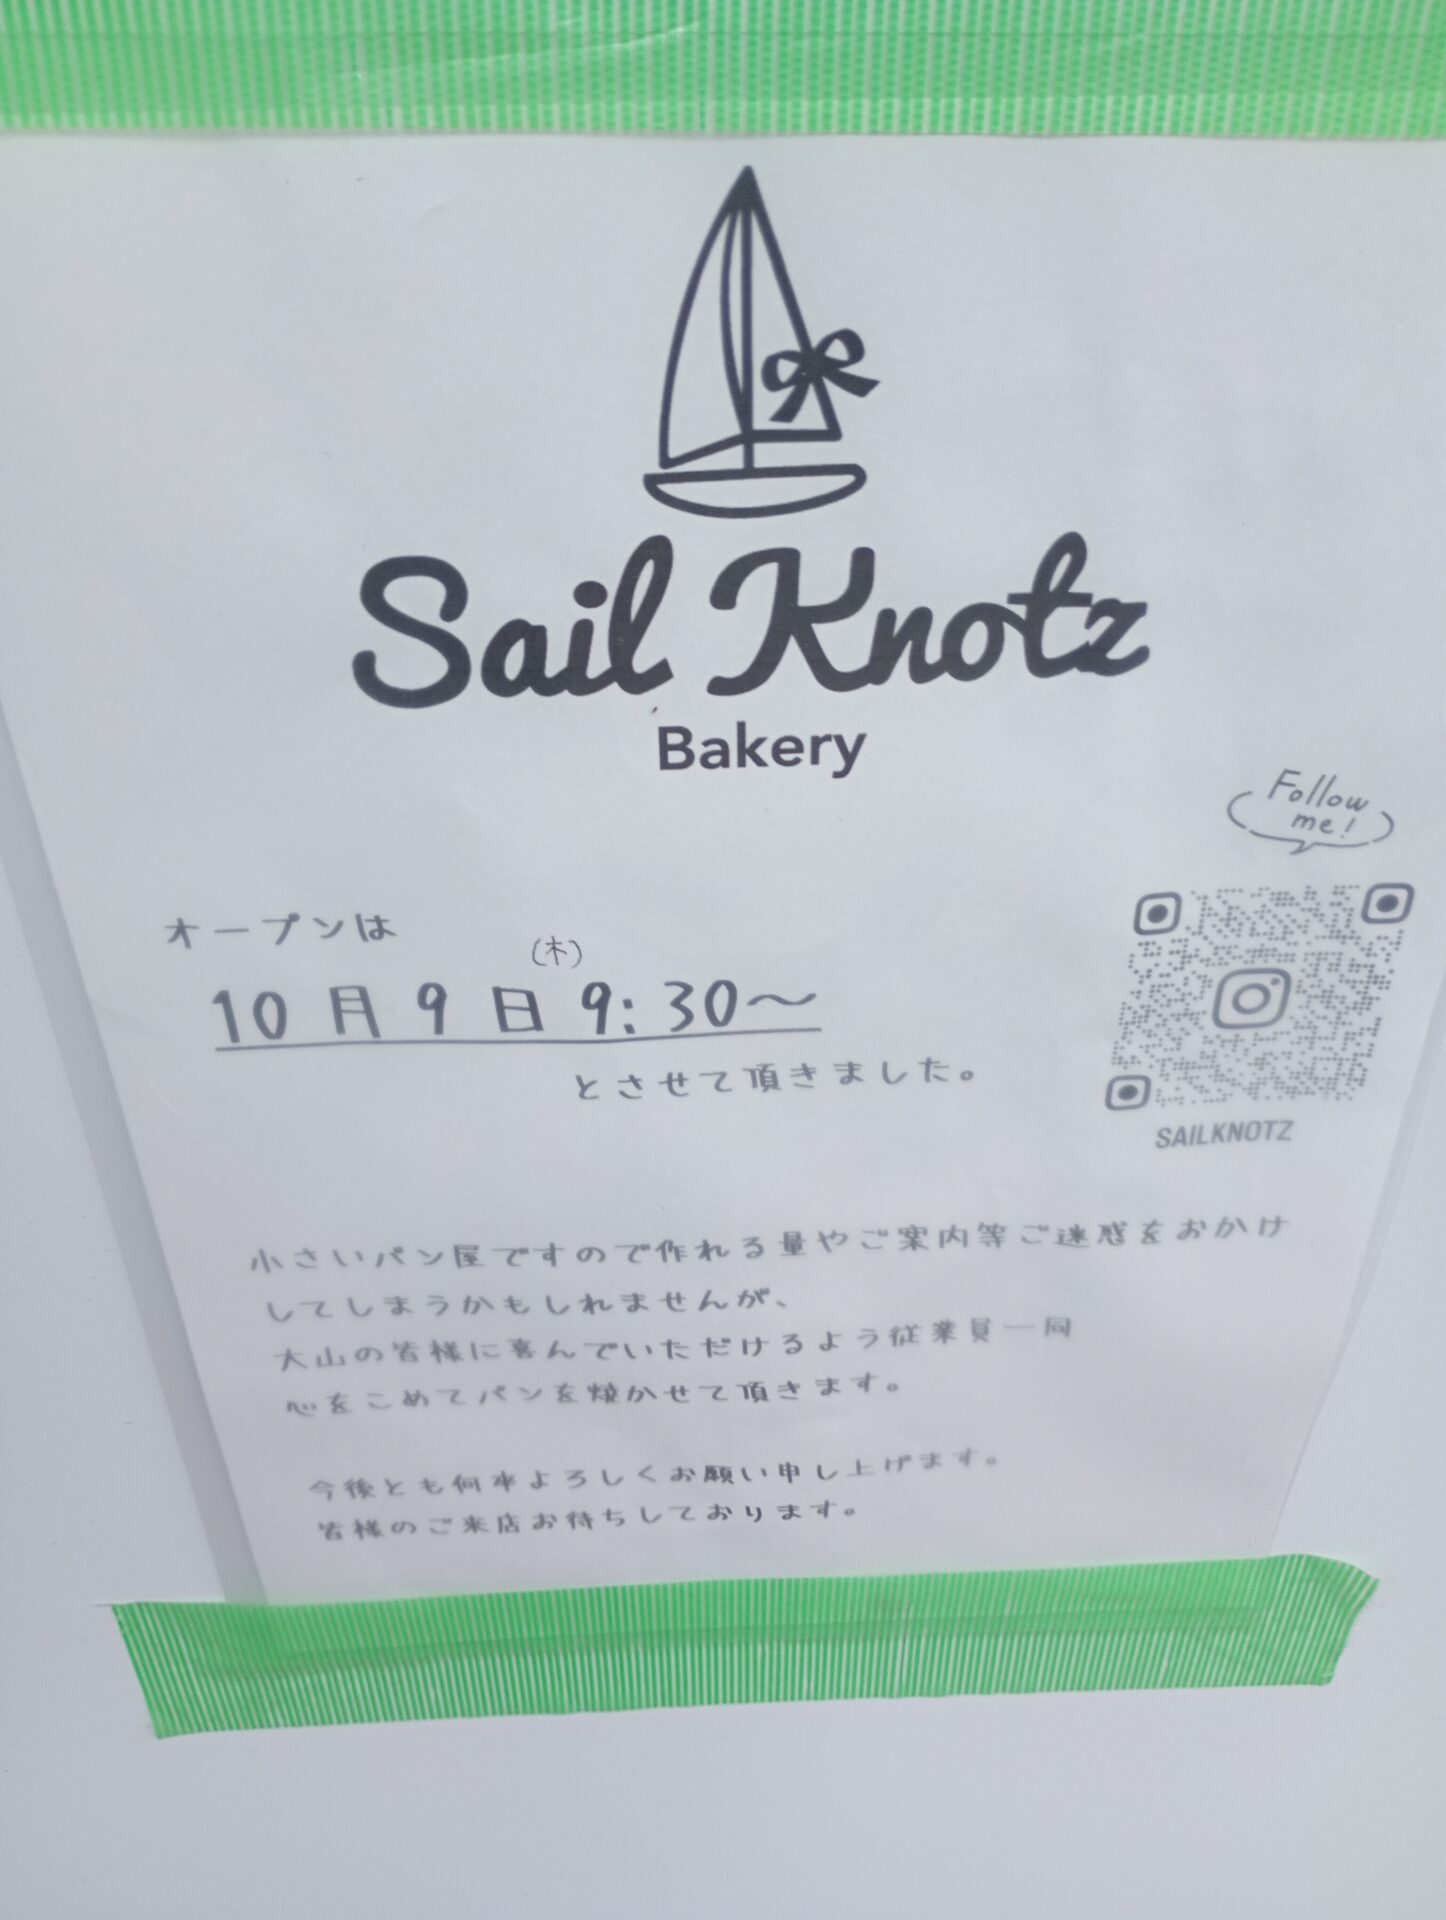 Sail Knotz
Bakery
Follow
me!
オープンは
(木)
10月9日 9:30〜
とさせて頂きました。
SAILKNOTZ
小さいパン屋ですので作れる量やご案内等ご迷惑をおかけ
してしまうかもしれませんが、
大山の皆様に喜んでいただけるよう従業員一同
心をこめてパンを焼かせて頂きます。
今後とも何卒よろしくお願い申し上げます。
皆様のご来店お待ちしております。